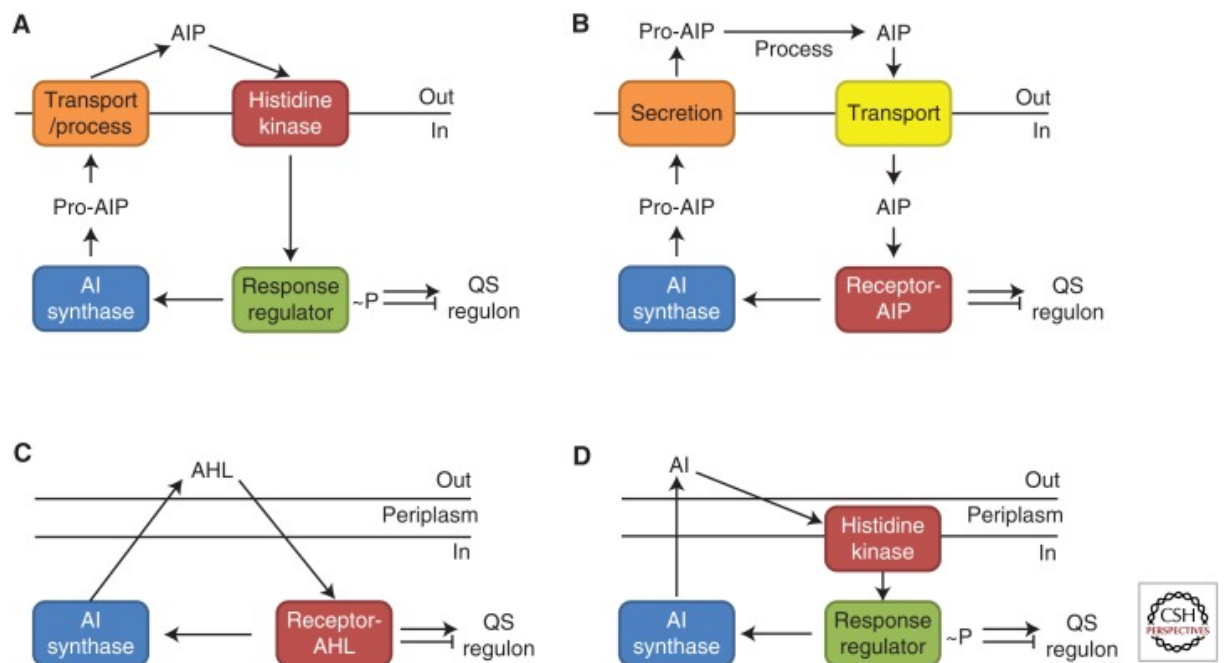 A
AIP
Transport
/process
Histidine
kinase
Out
In
Pro-AIP
AI
synthase
Response
regulator
~P
QS
regulon
B
Pro-AIP
Process
AIP
Secretion
Transport
Out
In
Pro-AIP
AIP
AI
synthase
Receptor-
AIP
QS
regulon
C
AHL
Out
Periplasm
In
AI
synthase
Receptor-
AHL
QS
regulon
D
AI
Out
Periplasm
In
Histidine
kinase
AI
synthase
Response
regulator
~P
QS
regulon
CSH
PERSPECTIVES